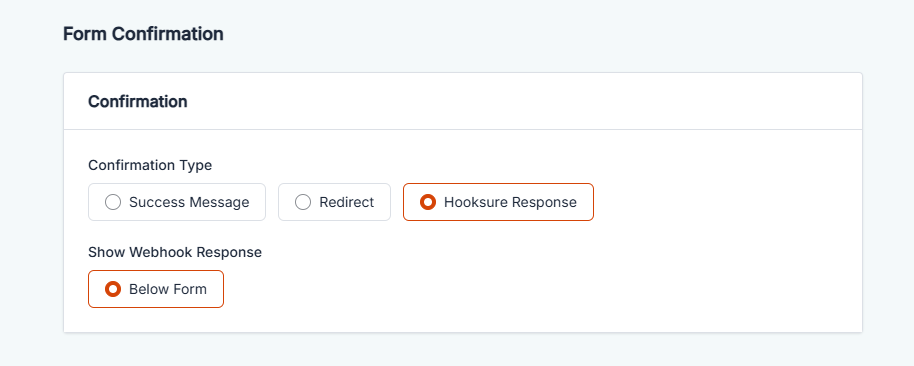 Form Confirmation
Confirmation
Confirmation Type
Success Message Redirect Hooksure Response
Show Webhook Response
Below Form